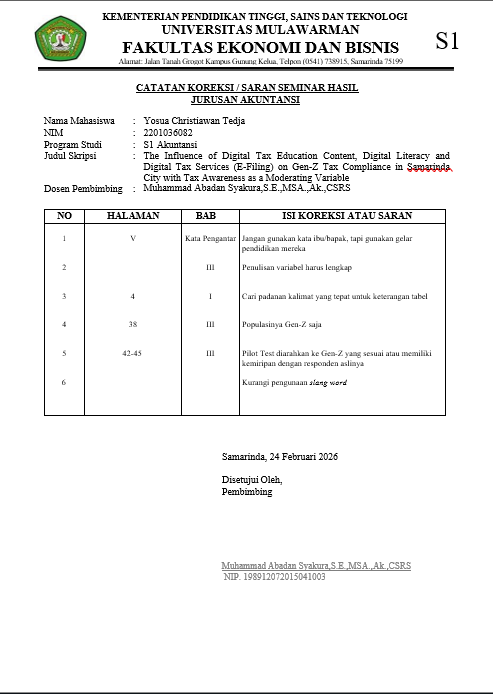 KEMENTERIAN PENDIDIKAN TINGGI, SAINS DAN TEKNOLOGI
UNIVERSITAS MULAWARMAN
FAKULTAS EKONOMI DAN BISNIS
S1
Alamat: Jalan Tanah Grogot Kampus Gunung Kelua, Telpon (0541) 738915, Samarinda 75199
CATATAN KOREKSI / SARAN SEMINAR HASIL
JURUSAN AKUNTANSI
Nama Mahasiswa : Yosua Christiawan Tedja
NIM : 2201036082
Program Studi : S1 Akuntansi
Judul Skripsi : The Influence of Digital Tax Education Content, Digital Literacy and
Digital Tax Services (E-Filing) on Gen-Z Tax Compliance in Samarinda
City with Tax Awareness as a Moderating Variable
Dosen Pembimbing : Muhammad Abadan Syakura,S.E.,MSA.,Ak.,CSRS
NO HALAMAN BAB ISI KOREKSI ATAU SARAN
1 V Kata Pengantar Jangan gunakan kata ibu/bapak, tapi gunakan gelar
pendidikan mereka
2 III Penulisan variabel harus lengkap
3 4 I Cari padanan kalimat yang tepat untuk keterangan tabel
4 38 III Populasinya Gen-Z saja
5 42-45 III Pilot Test diarahkan ke Gen-Z yang sesuai atau memiliki
kemiripan dengan responden aslinya
6 Kurangi pengunaan slang word
Samarinda, 24 Februari 2026
Disetujui Oleh,
Pembimbing
Muhammad Abadan Syakura,S.E.,MSA.,Ak.,CSRS
NIP. 198912072015041003